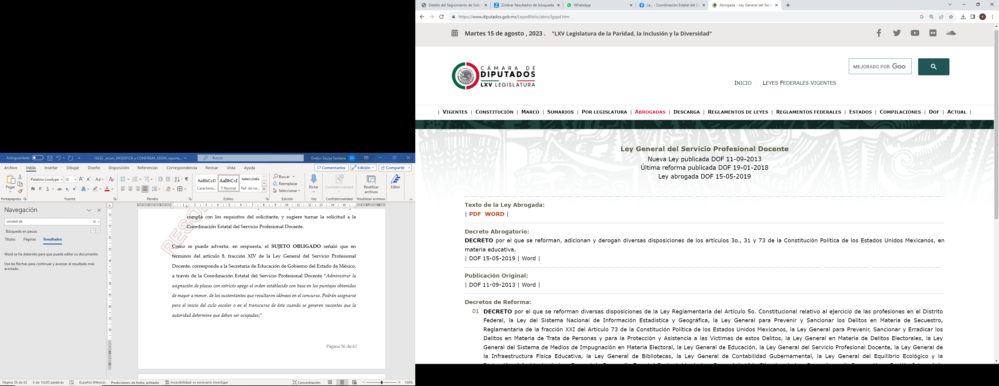 Detalle del Seguimiento de Solic
Zimbra: Resultados de búsqueda
WhatsApp
La... - Coordinación Estatal del Se
Abrogada - Ley General del Servi
https://www.diputados.gob.mx/LeyesBiblio/abro/lgspd.htm
Martes 15 de agosto , 2023 . "LXV Legislatura de la Paridad, la Inclusión y la Diversidad"
CÁMARA DE
DIPUTADOS
LXV LEGISLATURA
MEJORADO POR Goo
INICIO LEYES FEDERALES VIGENTES
| VIGENTES | CONSTITUCIÓN | MARCO | SUMARIOS | POR LEGISLATURA | ABROGADAS | DESCARGA | REGLAMENTOS DE LEYES | REGLAMENTOS FEDERALES | ESTADOS | COMPILACIONES | DOF | ACTUAL |
Ley General del Servicio Profesional Docente
Nueva Ley publicada DOF 11-09-2013
Última reforma publicada DOF 19-01-2018
Ley abrogada DOF 15-05-2019
Texto de la Ley Abrogada:
| PDF WORD |
Decreto Abrogatorio:
DECRETO por el que se reforman, adicionan y derogan diversas disposiciones de los artículos 3o., 31 y 73 de la Constitución Política de los Estados Unidos Mexicanos, en
materia educativa.
| DOF 15-05-2019 | Word |
Publicación Original:
| DOF 11-09-2013 | Word |
Decretos de Reforma:
01 DECRETO por el que se reforman diversas disposiciones de la Ley Reglamentaria del Artículo 5o. Constitucional relativo al ejercicio de las profesiones en el Distrito
Federal, la Ley del Sistema Nacional de Información Estadística y Geográfica, la Ley General para Prevenir y Sancionar los Delitos en Materia de Secuestro,
Reglamentaria de la fracción XXI del Artículo 73 de la Constitución Política de los Estados Unidos Mexicanos, la Ley General para Prevenir, Sancionar y Erradicar los
Delitos en Materia de Trata de Personas y para la Protección y Asistencia a las Víctimas de estos Delitos, la Ley General en Materia de Delitos Electorales, la Ley
General del Sistema de Medios de Impugnación en Materia Electoral, la Ley General de Educación, la Ley General del Servicio Profesional Docente, la Ley General de
la Infraestructura Física Educativa, la Ley General de Bibliotecas, la Ley General de Contabilidad Gubernamental, la Ley General del Equilibrio Ecológico y la
Autoguardado
16232 _acum_MODIFICA y CONFIRMA_SEIEM_reporte...
Buscar
Evelyn Souza Santana ES
Archivo Inicio Insertar Dibujar Diseño Disposición Referencias Correspondencia Revisar Vista Ayuda
Comentarios Edición Compartir
Pegar
Palatino Linotype 12
N K S ab x₂ x²
AaBbCcD AaBbCcI AaBbCcDdEe
Caracteres... ¶ Normal Ref. de no...
Buscar
Reemplazar
Seleccionar
Dictar
Confidencialidad
Reutilizar
archivos
Editor
Portapapeles Fuente Párrafo Estilos Edición Voz Confidencialidad Reutilizar archivos
Navegación
unidad de
Búsqueda en pausa
Títulos Páginas Resultados
Word se ha detenido para que pueda editar su documento.
Use las flechas para continuar y avanzar al resultado más
acertado.
cumpla con los requisitos del solicitante, y sugiere turnar la solicitud a la
Coordinación Estatal del Servicio Profesional Docente.
Como se puede advertir, en respuesta, el SUJETO OBLIGADO señaló que en
términos del artículo 8, fracción XIV de la Ley General del Servicio Profesional
Docente, corresponde a la Secretaria de Educación de Gobierno del Estado de México,
a través de la Coordinación Estatal del Servicio Profesional Docente “Administrar la
asignación de plazas con estricto apego al orden establecido con base en los puntajes obtenidos
de mayor a menor, de los sustentantes que resultaron idóneos en el concurso. Podrán asignarse
para el inicio del ciclo escolar o en el transcurso de éste cuando se generen vacantes que la
autoridad determine que deban ser ocupadas;”
Página 56 de 62
Página 56 de 62 6 de 10200 palabras Español (México) Predicciones de texto: activado Accesibilidad: es necesario investigar
Concentración 100%